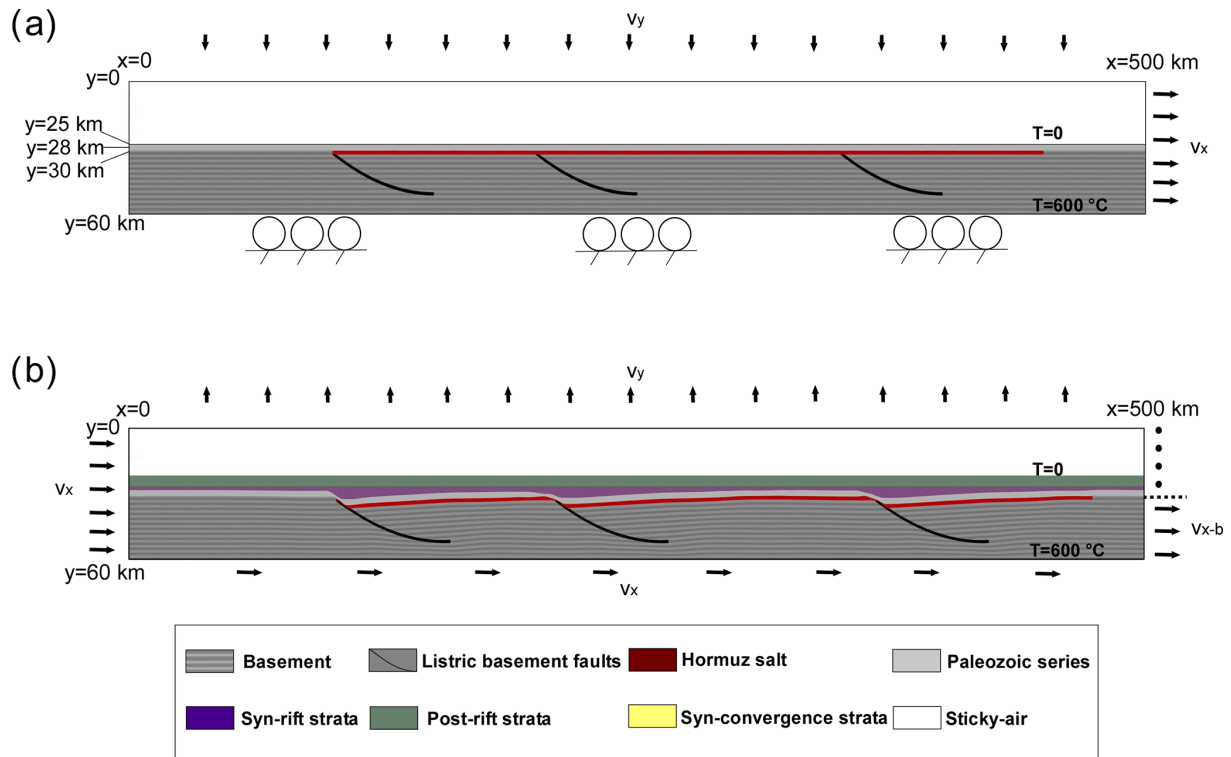 (a)
vy
x=0
x=500 km
y=0
y=25 km
T=0
y=28 km
vx
y=30 km
T=600 °C
y=60 km
(b)
vy
x=0
x=500 km
y=0
T=0
vx
vx-b
T=600 °C
y=60 km
vx
Basement
Listric basement faults
Hormuz salt
Paleozoic series
Syn-rift strata
Post-rift strata
Syn-convergence strata
Sticky-air